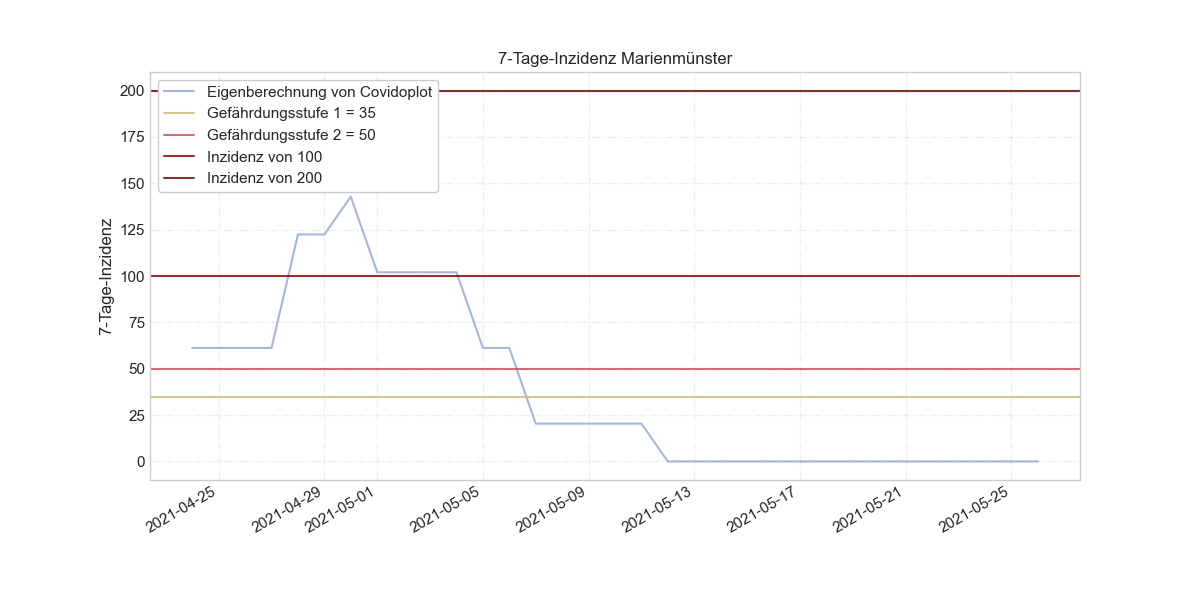 7-Tage-Inzidenz Marienmünster
Eigenberechnung von Covidoplot
Gefährdungsstufe 1 = 35
Gefährdungsstufe 2 = 50
Inzidenz von 100
Inzidenz von 200
7-Tage-Inzidenz
200
175
150
125
100
75
50
25
0
2021-04-25
2021-04-29
2021-05-01
2021-05-05
2021-05-09
2021-05-13
2021-05-17
2021-05-21
2021-05-25